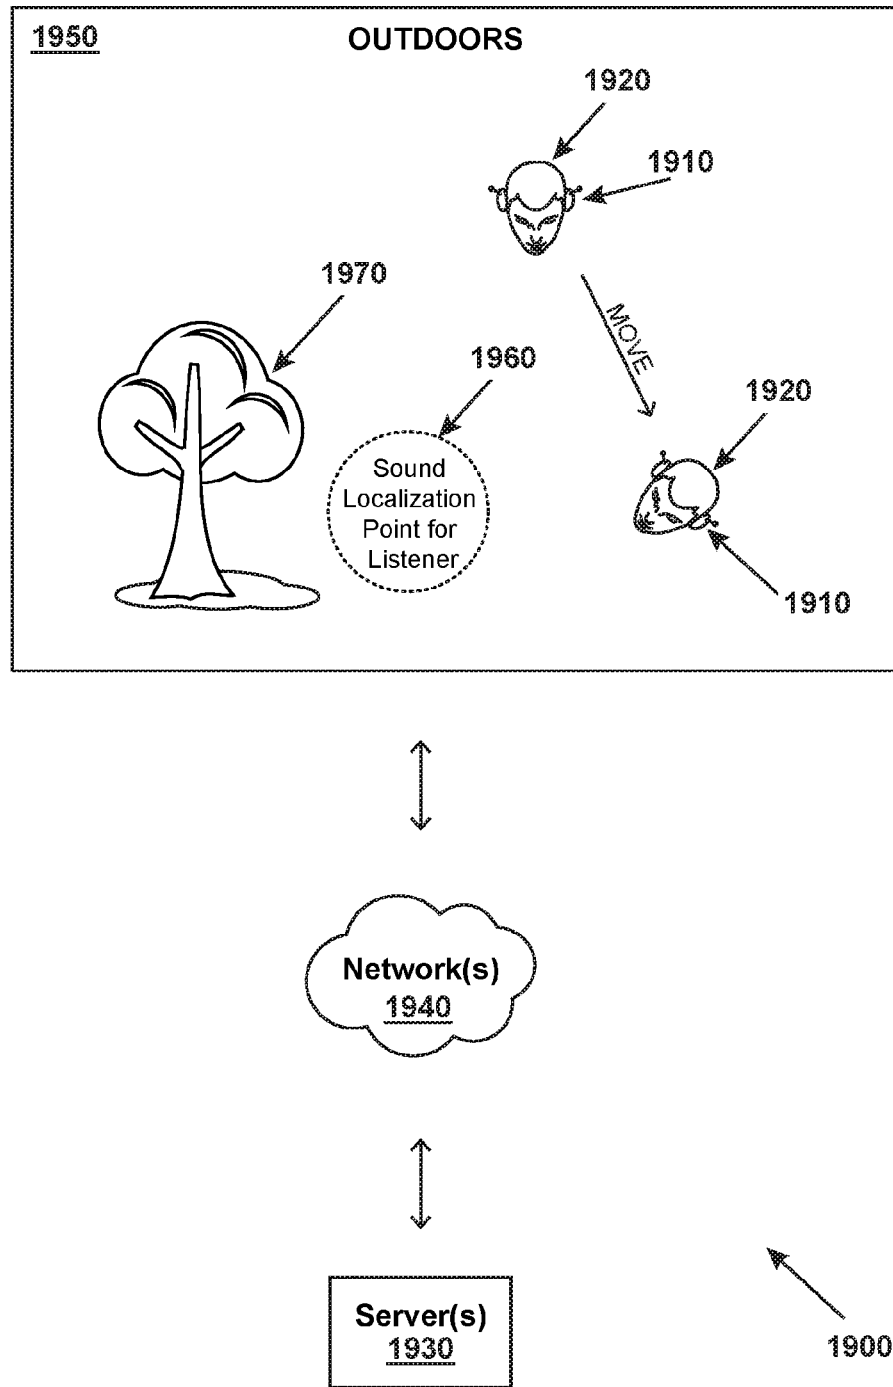 1950
OUTDOORS
1920
1910
1970
MOVE
1960
1920
Sound
Localization
Point for
Listener
1910
Network(s)
1940
Server(s)
1930
1900